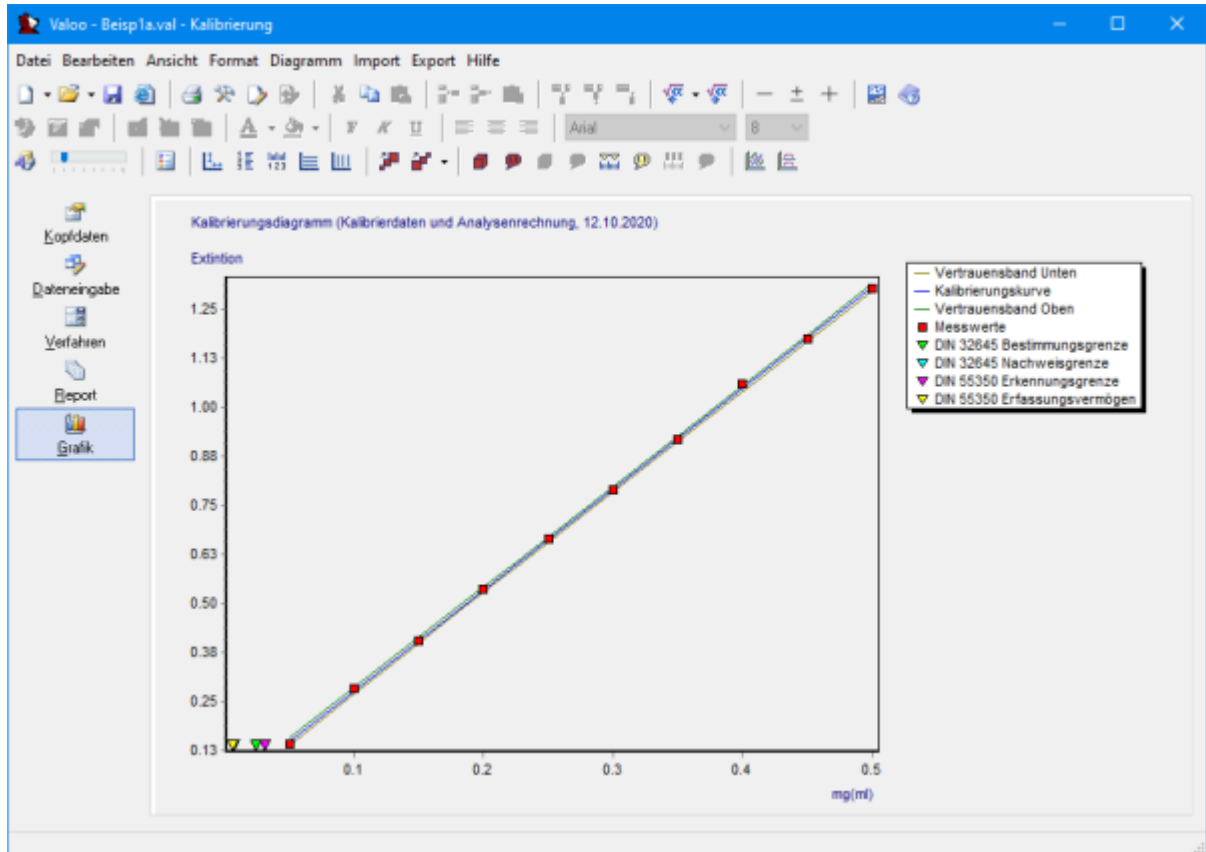 Valoo - Beisp1a.val - Kalibrierung
Datei Bearbeiten Ansicht Format Diagramm Import Export Hilfe
F K U Arial 8
Kopfdaten
Dateneingabe
Verfahren
Report
Grafik
Kalibrierungsdiagramm (Kalibrierdaten und Analysenrechnung, 12.10.2020)
Extintion
1.25
1.13
1.00
0.88
0.75
0.63
0.50
0.38
0.25
0.13
0.1 0.2 0.3 0.4 0.5
mg(ml)
Vertrauensband Unten
Kalibrierungskurve
Vertrauensband Oben
Messwerte
DIN 32645 Bestimmungsgrenze
DIN 32645 Nachweisgrenze
DIN 55350 Erkennungsgrenze
DIN 55350 Erfassungsvermögen